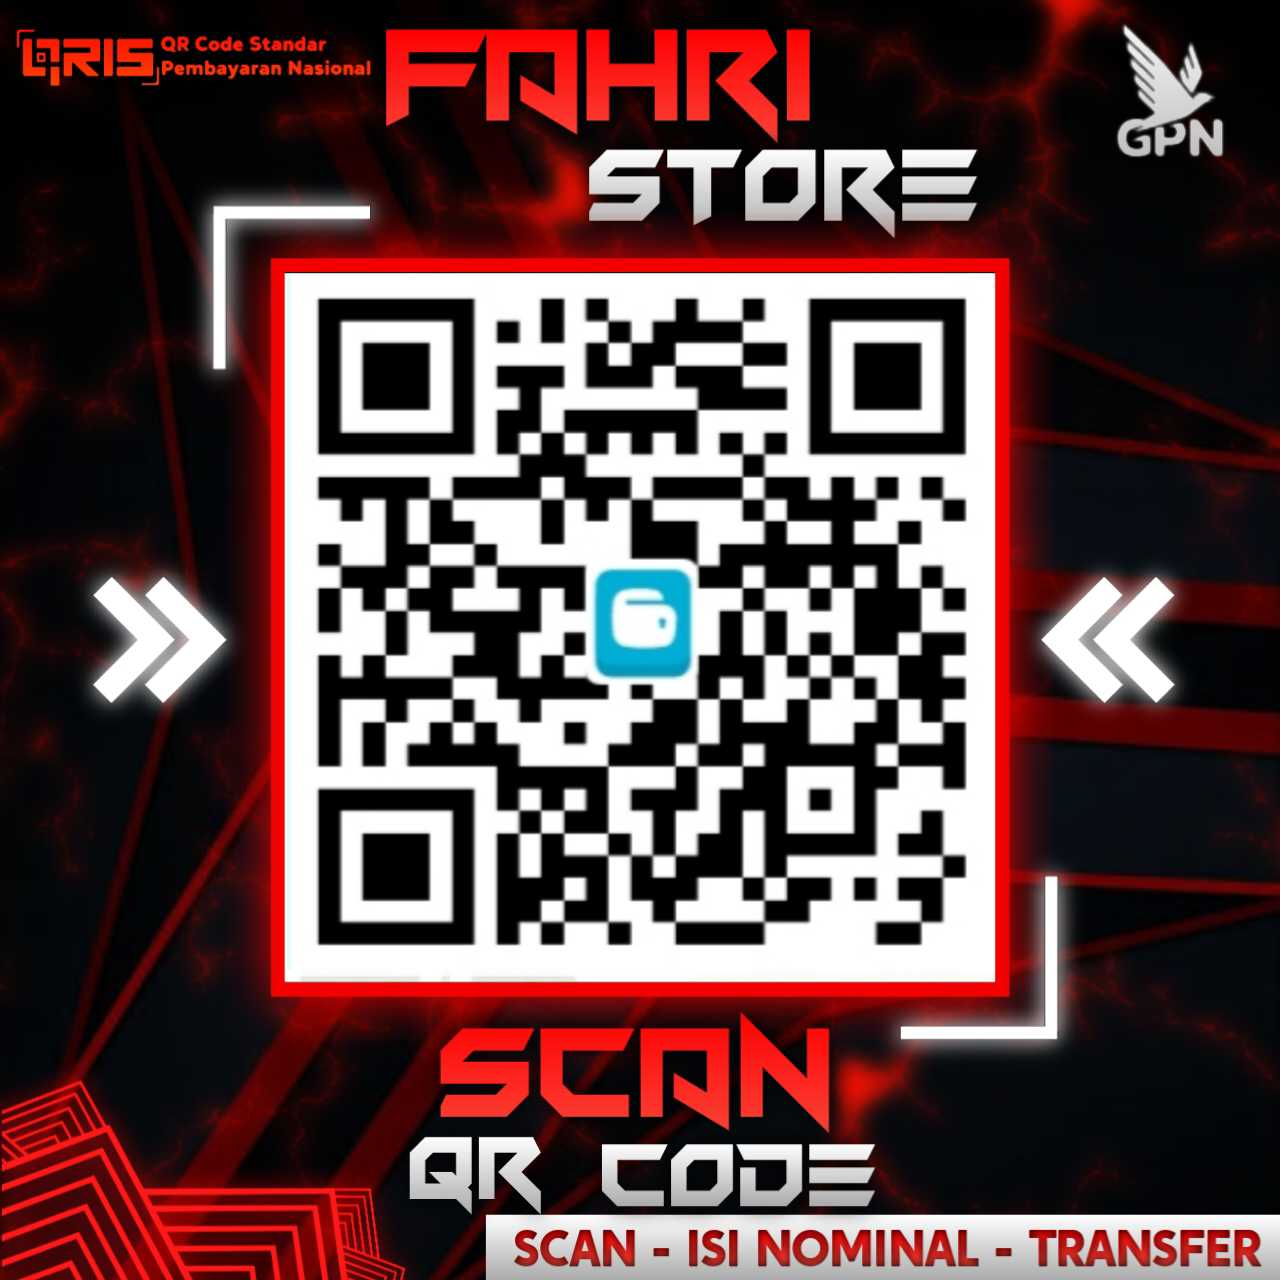 QRIS
QR Code Standar
Pembayaran Nasional
FAHRI
STORE
GPN
SCAN
QR CODE
SCAN - ISI NOMINAL - TRANSFER